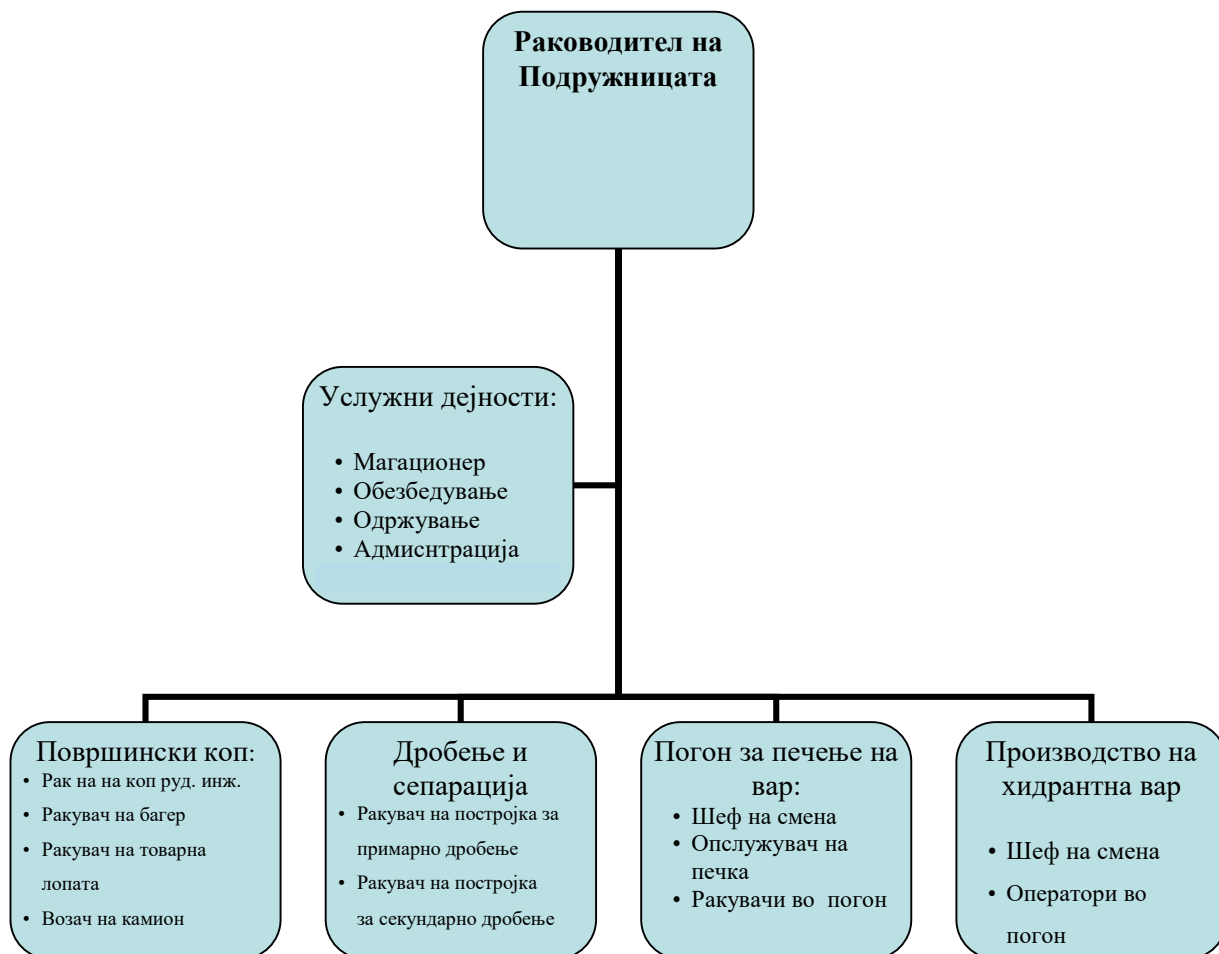 Раководител на
Подружницата
Услужни дејности:
• Магационер
• Обезбедување
• Одржување
• Адмиснтрација
Површински коп:
• Рак на на коп руд. инж.
• Ракувач на багер
• Ракувач на товарна
лопата
• Возач на камион
Дробење и
сепарација
• Ракувач на постројка за
примарно дробење
• Ракувач на постројка
за секундарно дробење
Погон за печење на
вар:
• Шеф на смена
• Опслужувач на
печка
• Ракувачи во погон
Производство на
хидрантна вар
• Шеф на смена
• Оператори во
погон